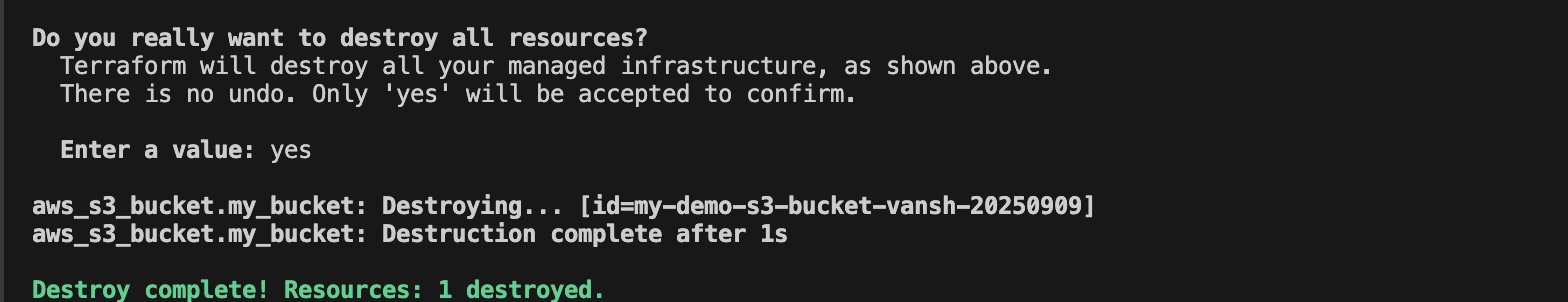 Do you really want to destroy all resources?
Terraform will destroy all your managed infrastructure, as shown above.
There is no undo. Only 'yes' will be accepted to confirm.
Enter a value: yes
aws_s3_bucket.my_bucket: Destroying... [id=my-demo-s3-bucket-vansh-20250909]
aws_s3_bucket.my_bucket: Destruction complete after 1s
Destroy complete! Resources: 1 destroyed.